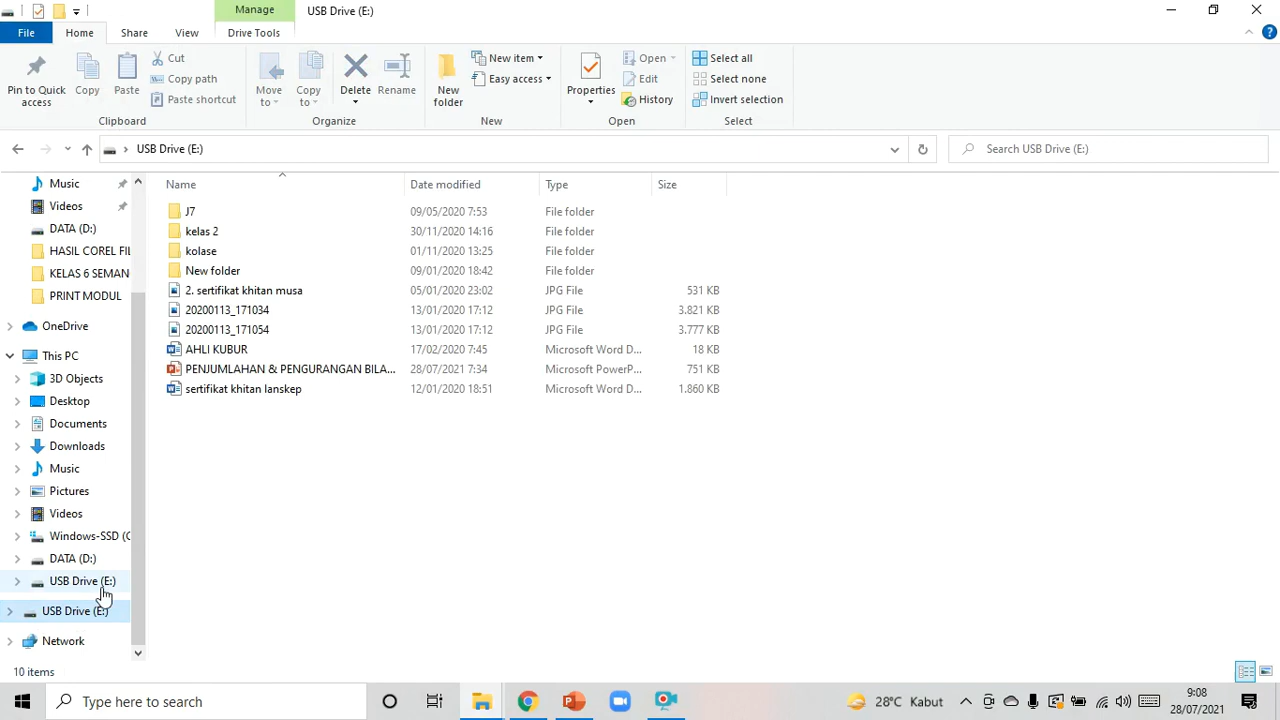 Manage
USB Drive (E:)
File
Home
Share
View
Drive Tools
Pin to Quick access
Copy
Paste
Cut
Copy path
Paste shortcut
Clipboard
Move to
Copy to
Delete
Rename
Organize
New folder
New item
Easy access
New
Properties
Open
Edit
History
Open
Select all
Select none
Invert selection
Select
USB Drive (E:)
Search USB Drive (E:)
Name Date modified Type Size
J7 09/05/2020 7:53 File folder
kelas 2 30/11/2020 14:16 File folder
kolase 01/11/2020 13:25 File folder
New folder 09/01/2020 18:42 File folder
2. sertifikat khitan musa 05/01/2020 23:02 JPG File 531 KB
20200113_171034 13/01/2020 17:12 JPG File 3.821 KB
20200113_171054 13/01/2020 17:12 JPG File 3.777 KB
AHLI KUBUR 17/02/2020 7:45 Microsoft Word D... 18 KB
PENJUMLAHAN & PENGURANGAN BILA... 28/07/2021 7:34 Microsoft PowerP... 751 KB
sertifikat khitan lanskep 12/01/2020 18:51 Microsoft Word D... 1.860 KB
Music
Videos
DATA (D:)
HASIL COREL FIL
KELAS 6 SEMAN
PRINT MODUL
OneDrive
This PC
3D Objects
Desktop
Documents
Downloads
Music
Pictures
Videos
Windows-SSD (C
DATA (D:)
USB Drive (E:)
USB Drive (E:)
Network
10 items
Type here to search
28°C Kabut
9:08
28/07/2021